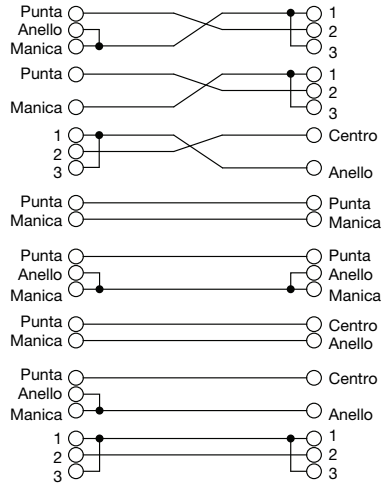 Punta 1
Anello 2
Manica 3
Punta 1
2
Manica 3
1 Centro
2
3 Anello
Punta Punta
Manica Manica
Punta Punta
Anello Anello
Manica Manica
Punta Centro
Manica Anello
Punta Centro
Anello
Manica Anello
1 1
2 2
3 3